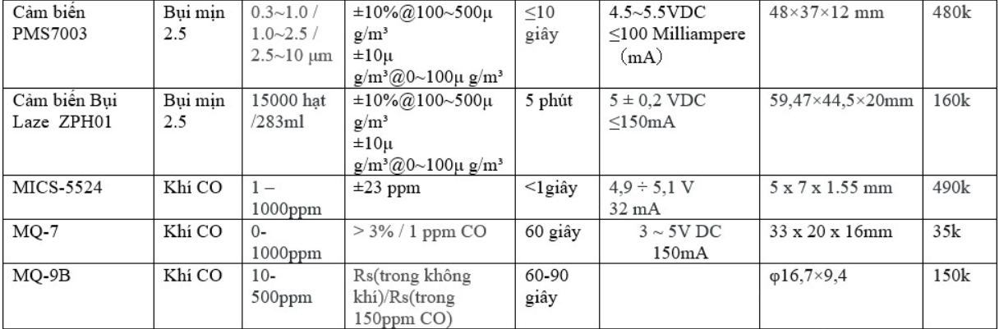 Cảm biến PMS7003
Bụi mịn 2.5
0.3~1.0 / 1.0~2.5 / 2.5~10 μm
±10%@100~500μ g/m³
±10μ g/m³@0~100μ g/m³
≤10 giây
4.5~5.5VDC
≤100 Milliampere (mA)
48×37×12 mm
480k
Cảm biến Bụi Laze ZPH01
Bụi mịn 2.5
15000 hạt /283ml
±10%@100~500μ g/m³
±10μ g/m³@0~100μ g/m³
5 phút
5 ± 0,2 VDC
≤150mA
59,47×44,5×20mm
160k
MICS-5524
Khí CO
1 – 1000ppm
±23 ppm
<1giây
4,9 ÷ 5,1 V
32 mA
5 x 7 x 1.55 mm
490k
MQ-7
Khí CO
0-1000ppm
> 3% / 1 ppm CO
60 giây
3 ~ 5V DC
150mA
33 x 20 x 16mm
35k
MQ-9B
Khí CO
10-500ppm
Rs(trong không khí)/Rs(trong 150ppm CO)
60-90 giây
φ16,7×9,4
150k